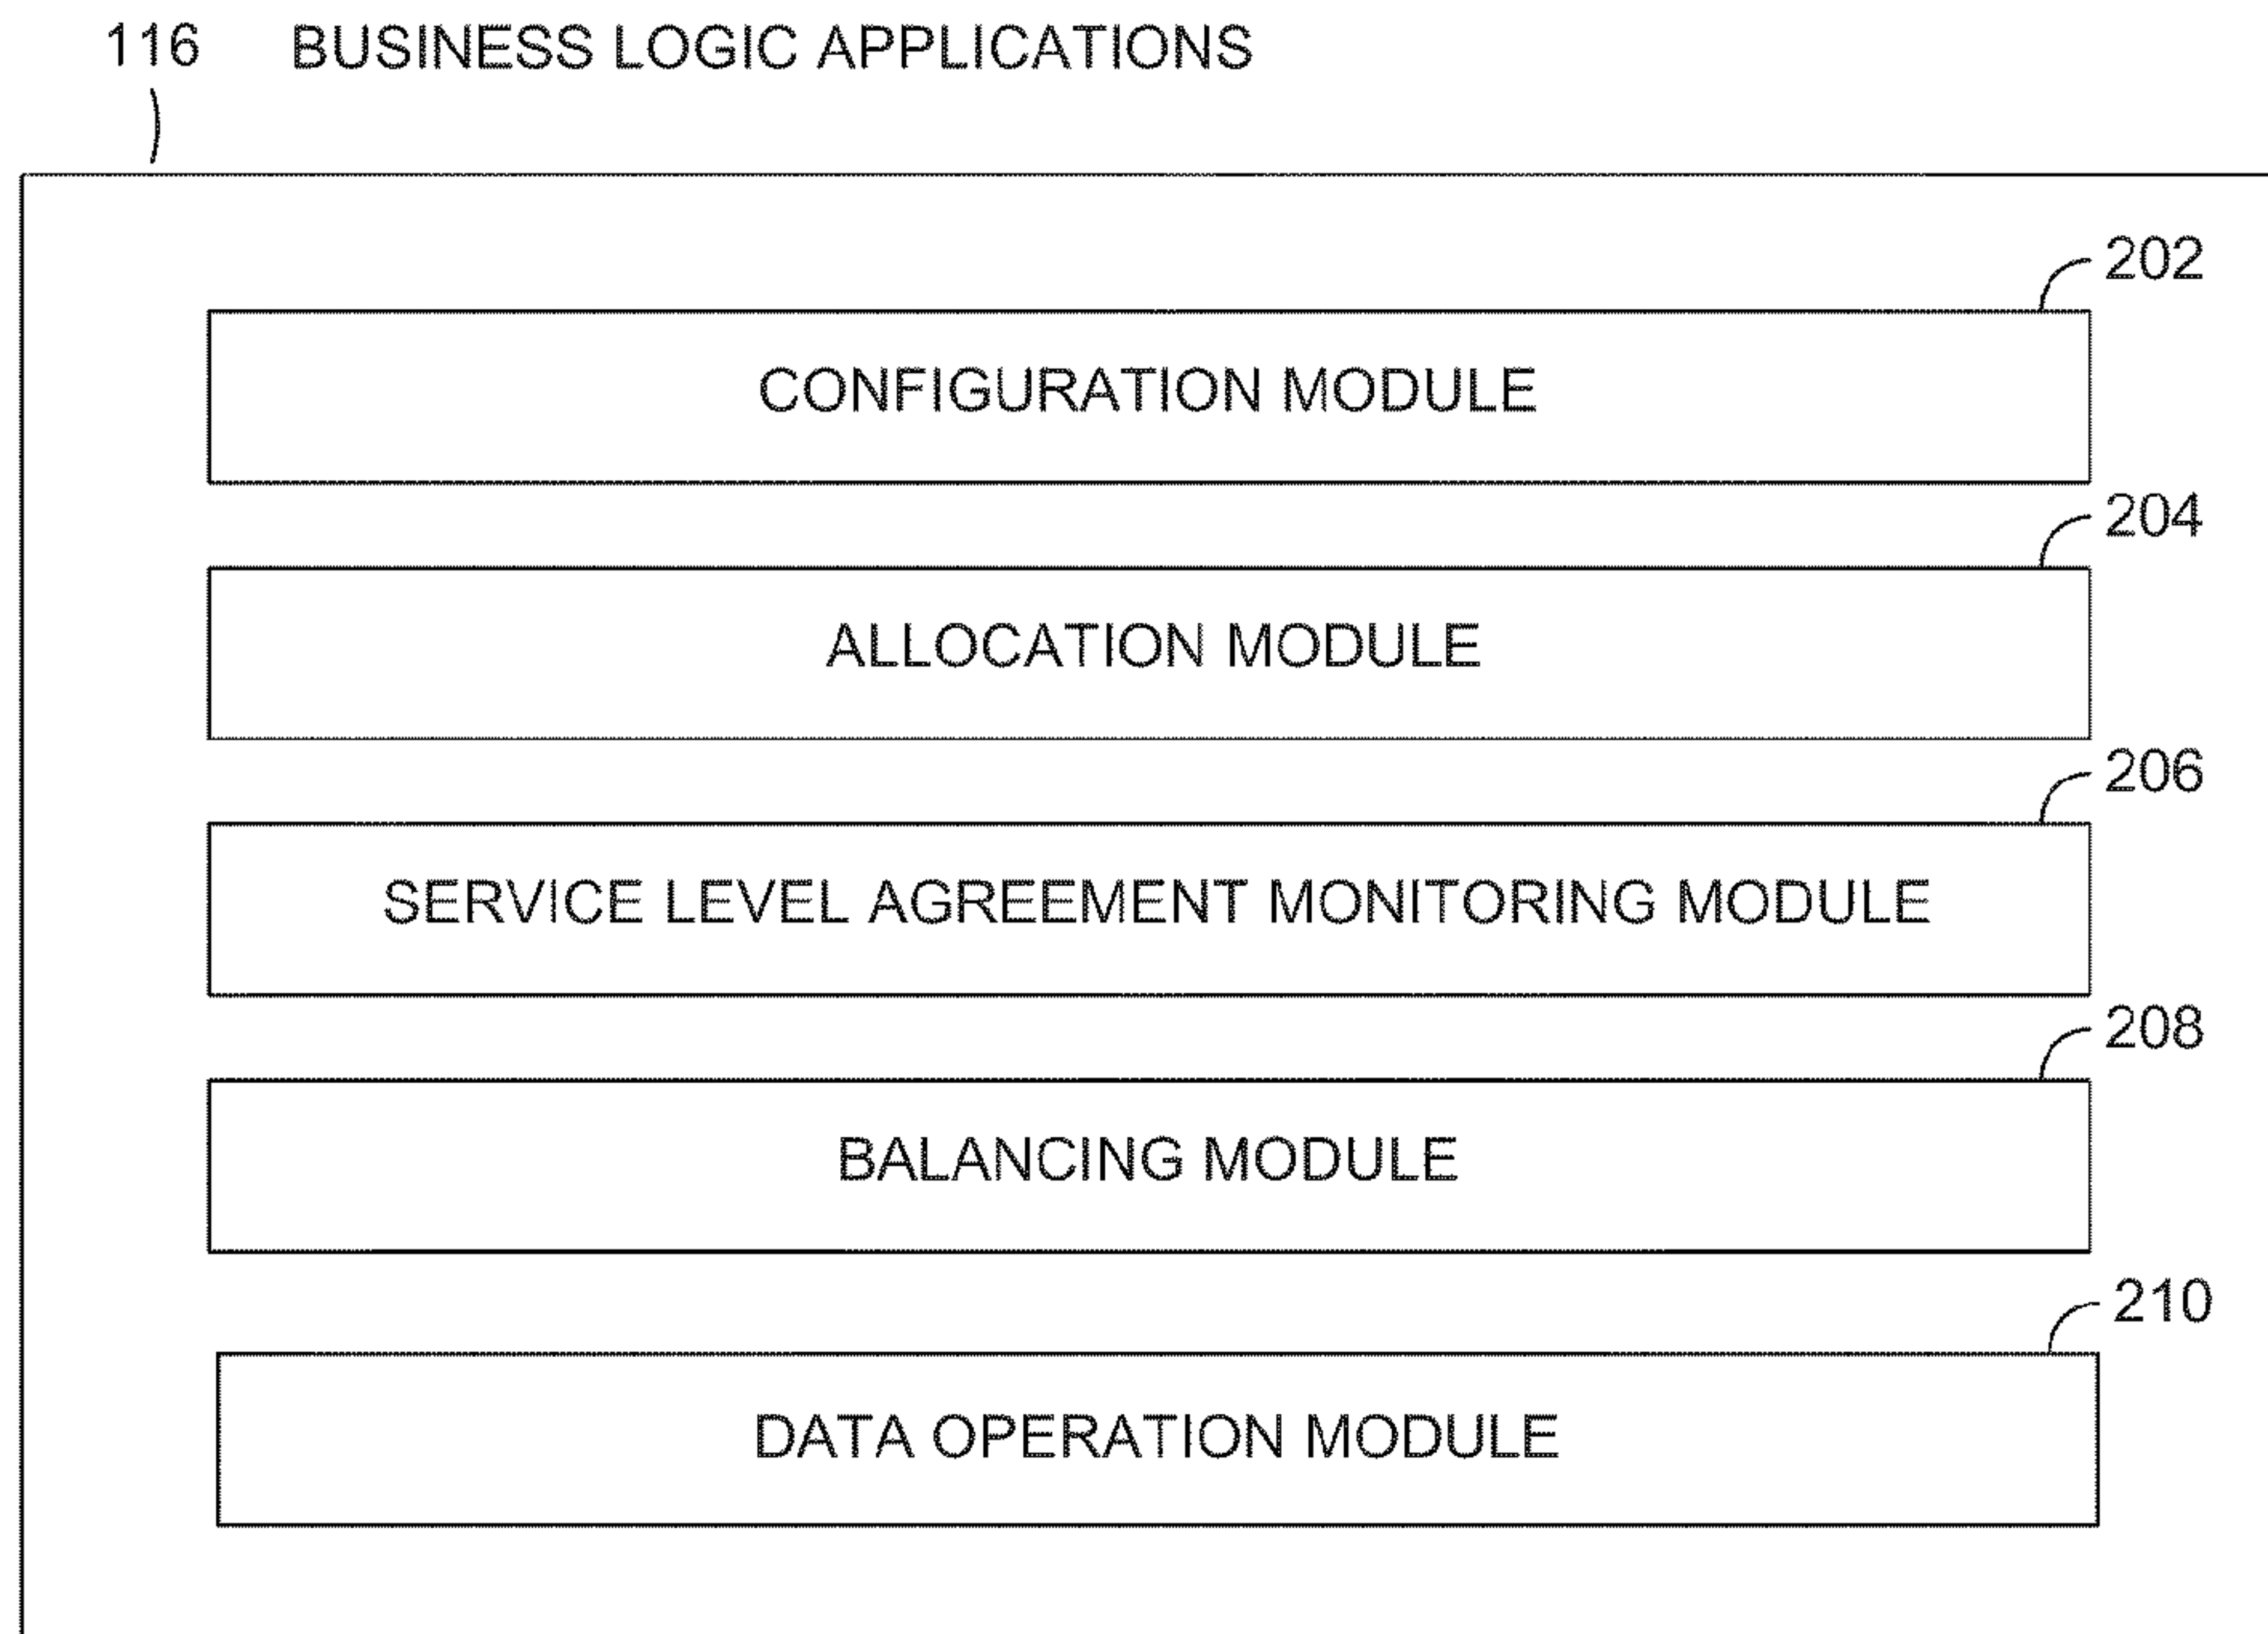 116 BUSINESS LOGIC APPLICATIONS
202
CONFIGURATION MODULE
204
ALLOCATION MODULE
206
SERVICE LEVEL AGREEMENT MONITORING MODULE
208
BALANCING MODULE
210
DATA OPERATION MODULE